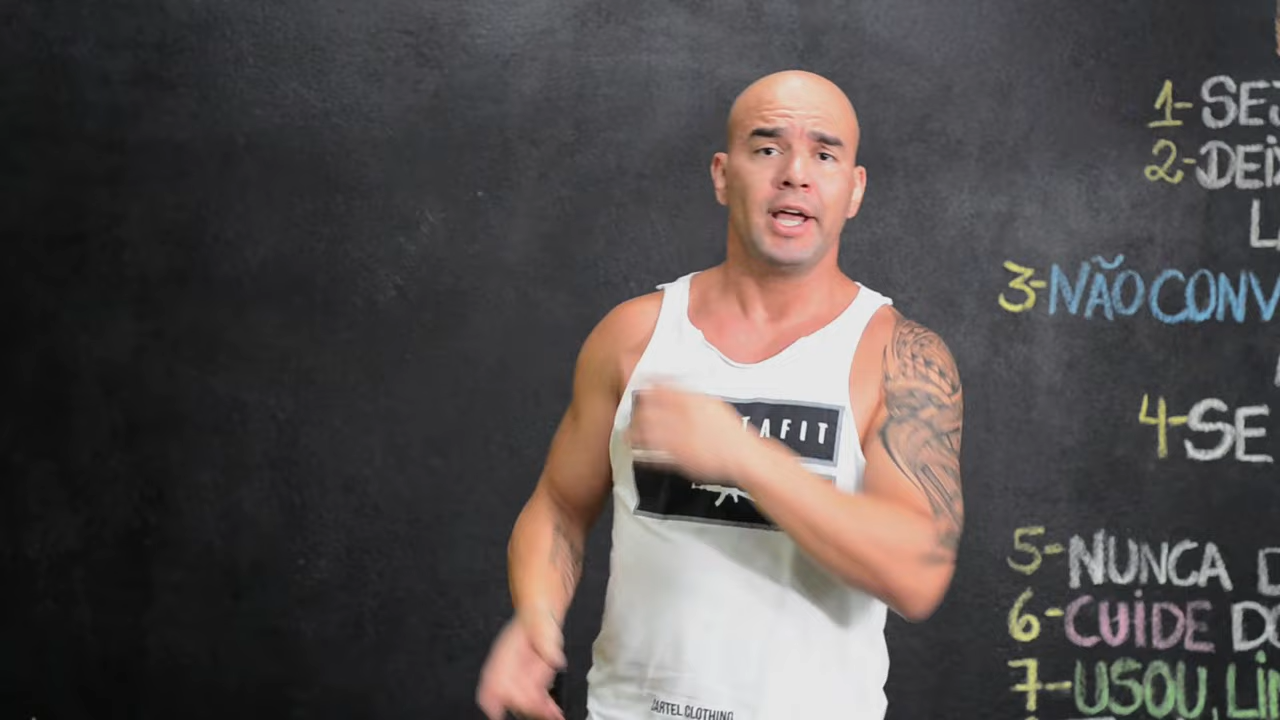 1- SEJ
2- DEIX
L
3- NÃO CONV
4- SE
5- NUNCA D
6- CUIDE DO
7- USOU, LI
TAFIT
CARTEL CLOTHING